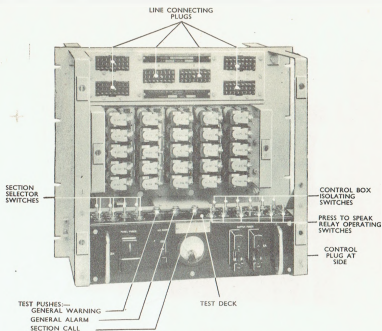 LINE CONNECTING
PLUGS
SECTION
SELECTOR
SWITCHES
CONTROL BOX
ISOLATING
SWITCHES
PRESS TO SPEAK
RELAY OPERATING
SWITCHES
CONTROL
PLUG AT
SIDE
TEST PUSHES:—
GENERAL WARNING
GENERAL ALARM
SECTION CALL
TEST DECK